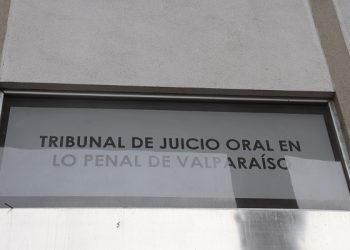 TRIBUNAL DE JUICIO ORAL EN
LO PENAL DE VALPARAÍSO